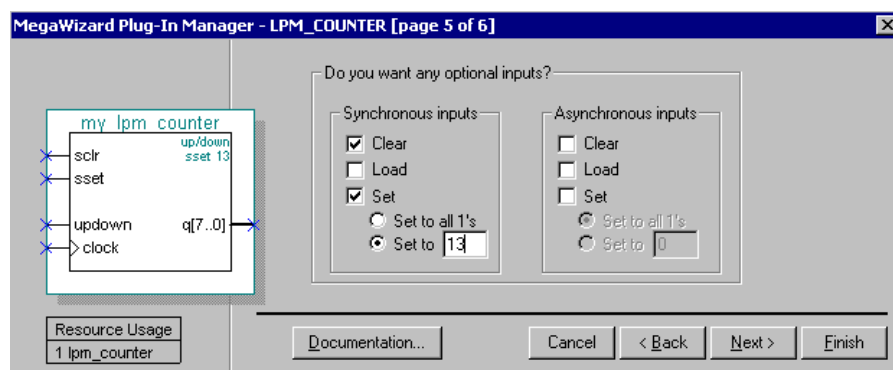 MegaWizard Plug-In Manager - LPM_COUNTER [page 5 of 6]
Do you want any optional inputs?
Synchronous inputs
Clear
Load
Set
Set to all 1's
Set to 13
Asynchronous inputs
Clear
Load
Set
Set to all 1's
Set to 0
my_lpm_counter
up/down
sset 13
sclr
sset
updown
q[7..0]
clock
Resource Usage
1 lpm_counter
Documentation...
Cancel
< Back
Next >
Finish